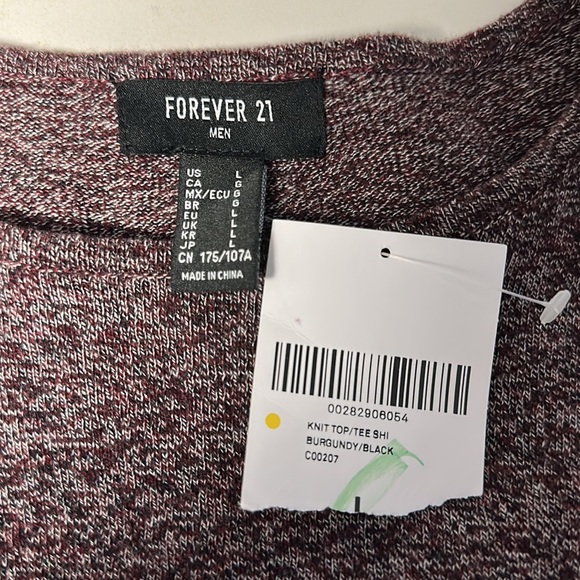 FOREVER 21
MEN
US L
CA G
MX/ECU G
BR G
EU L
UK L
KR L
JP L
CN 175/107A
MADE IN CHINA
00282906054
KNIT TOP/TEE SHI
BURGUNDY/BLACK
C00207